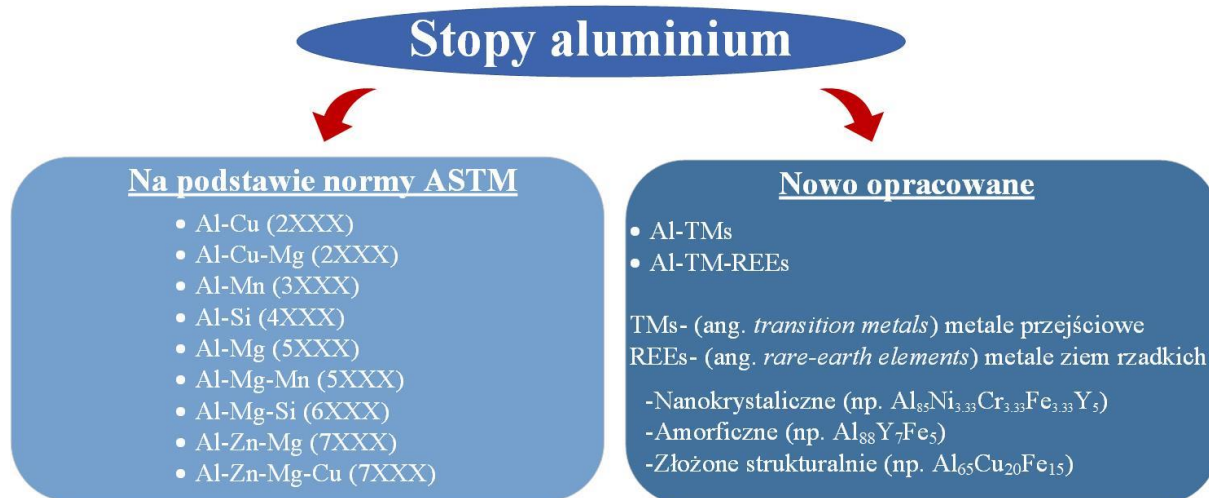 Stopy aluminium
Na podstawie normy ASTM
• Al-Cu (2XXX)
• Al-Cu-Mg (2XXX)
• Al-Mn (3XXX)
• Al-Si (4XXX)
• Al-Mg (5XXX)
• Al-Mg-Mn (5XXX)
• Al-Mg-Si (6XXX)
• Al-Zn-Mg (7XXX)
• Al-Zn-Mg-Cu (7XXX)
Nowo opracowane
• Al-TMs
• Al-TM-REEs
TMs- (ang. transition metals) metale przejściowe
REEs- (ang. rare-earth elements) metale ziem rzadkich
-Nanokrystaliczne (np. Al₈₅Ni₃.₃₃Cr₃.₃₃Fe₃.₃₃Y₅)
-Amorficzne (np. Al₈₈Y₇Fe₅)
-Złożone strukturalnie (np. Al₆₅Cu₂₀Fe₁₅)